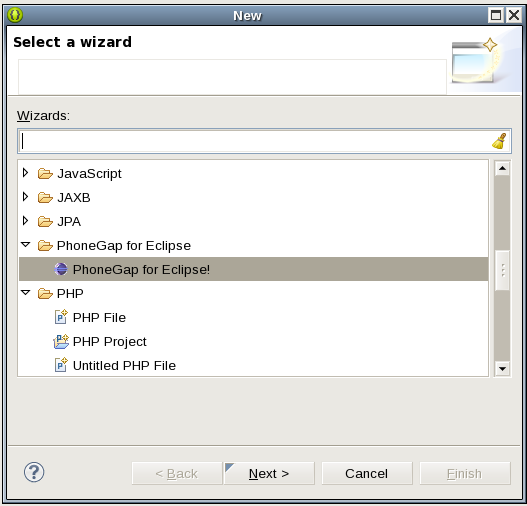 New
Select a wizard
Wizards:
JavaScript
JAXB
JPA
PhoneGap for Eclipse
PhoneGap for Eclipse!
PHP
PHP File
PHP Project
Untitled PHP File
? < Back Next > Cancel Finish